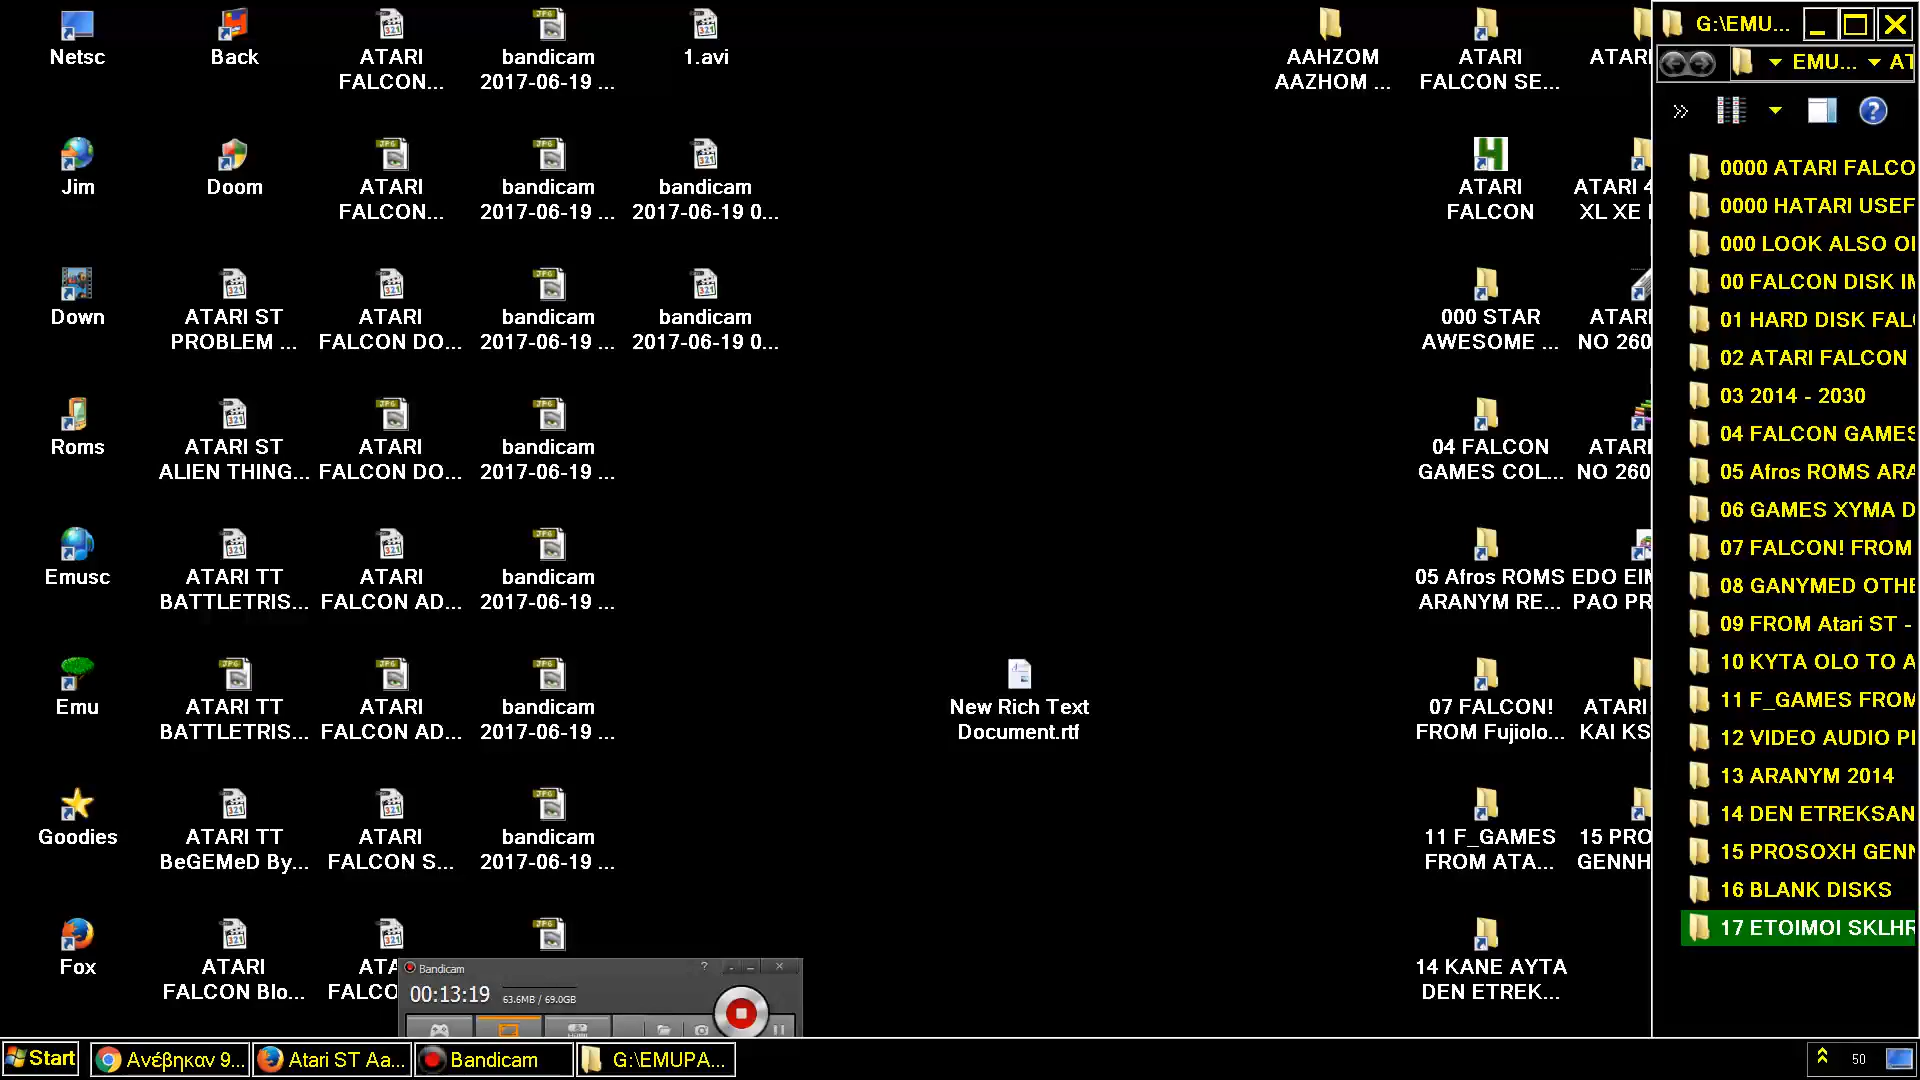 Netsc
Back
ATARI
FALCON...
bandicam
2017-06-19 ...
1.avi
AAHZOM
AAZHOM ...
ATARI
FALCON SE...
ATARI
Jim
Doom
ATARI
FALCON...
bandicam
2017-06-19 ...
bandicam
2017-06-19 0...
ATARI
FALCON
ATARI 4
XL XE
Down
ATARI ST
PROBLEM ...
ATARI
FALCON DO...
bandicam
2017-06-19 ...
bandicam
2017-06-19 0...
000 STAR
AWESOME ...
ATARI
NO 260
Roms
ATARI ST
ALIEN THING...
ATARI
FALCON DO...
bandicam
2017-06-19 ...
04 FALCON
GAMES COL...
ATARI
NO 260
Emusc
ATARI TT
BATTLETRIS...
ATARI
FALCON AD...
bandicam
2017-06-19 ...
05 Afros ROMS
ARANYM RE...
EDO EIM
PAO PR
Emu
ATARI TT
BATTLETRIS...
ATARI
FALCON AD...
bandicam
2017-06-19 ...
New Rich Text
Document.rtf
07 FALCON!
FROM Fujiolo...
ATARI
KAI KS
Goodies
ATARI TT
BeGEMeD By...
ATARI
FALCON S...
bandicam
2017-06-19 ...
11 F_GAMES
FROM ATA...
15 PRO
GENNH
Fox
ATARI
FALCON Blo...
ATA
FALCO
14 KANE AYTA
DEN ETREK...
Bandicam
00:13:19
63.6MB / 69.0GB
G:\EMU...
EMU...
AT
0000 ATARI FALCO
0000 HATARI USEF
000 LOOK ALSO OI
00 FALCON DISK IM
01 HARD DISK FAL
02 ATARI FALCON
03 2014 - 2030
04 FALCON GAMES
05 Afros ROMS ARA
06 GAMES XYMA D
07 FALCON! FROM
08 GANYMED OTHE
09 FROM Atari ST -
10 KYTA OLO TO A
11 F_GAMES FROM
12 VIDEO AUDIO PI
13 ARANYM 2014
14 DEN ETREKSAN
15 PROSOXH GENN
16 BLANK DISKS
17 ETOIMOI SKLHR
Start
Ανέβηκαν 9...
Atari ST Aa...
Bandicam
G:\EMUPA...
50